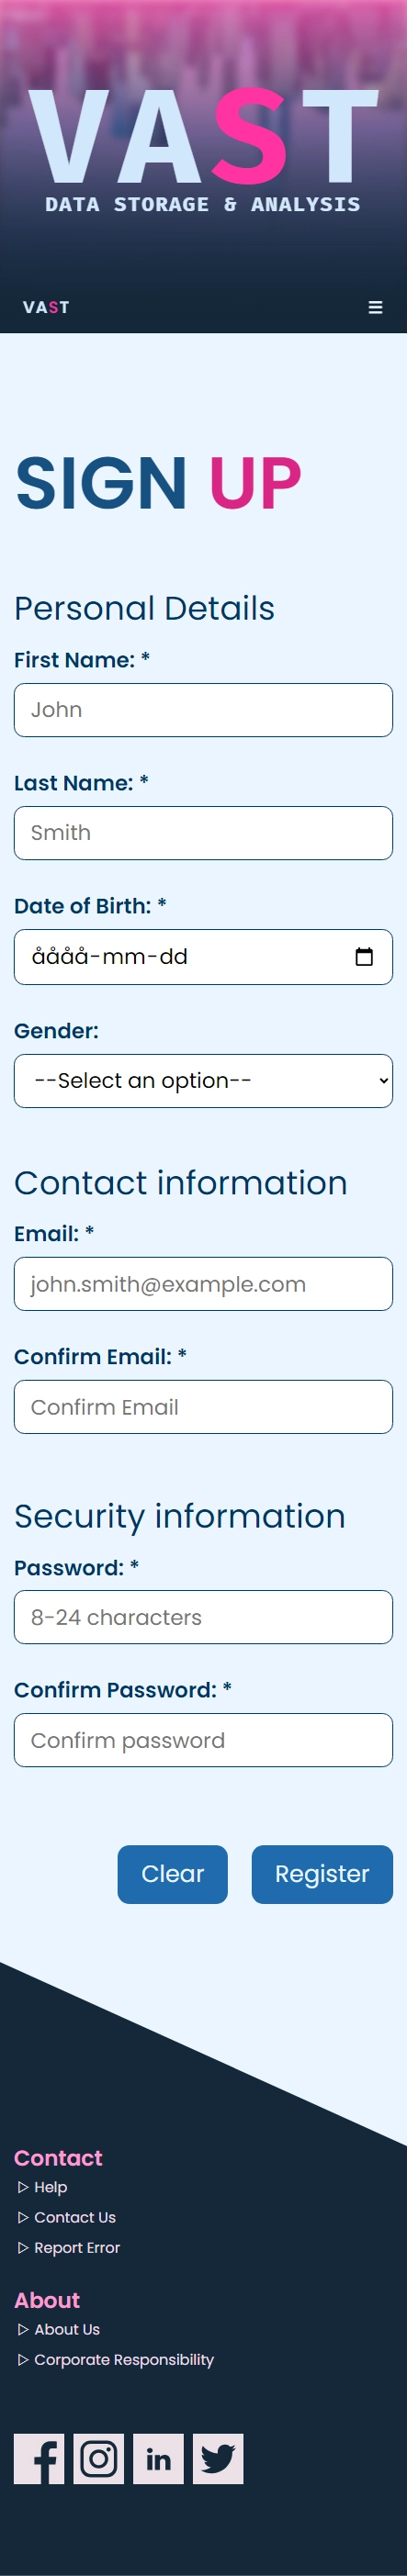 VAST
DATA STORAGE & ANALYSIS
VAST
SIGN UP
Personal Details
First Name: *
John
Last Name: *
Smith
Date of Birth: *
åååå-mm-dd
Gender:
--Select an option--
Contact information
Email: *
john.smith@example.com
Confirm Email: *
Confirm Email
Security information
Password: *
8-24 characters
Confirm Password: *
Confirm password
Clear Register
Contact
Help
Contact Us
Report Error
About
About Us
Corporate Responsibility
in